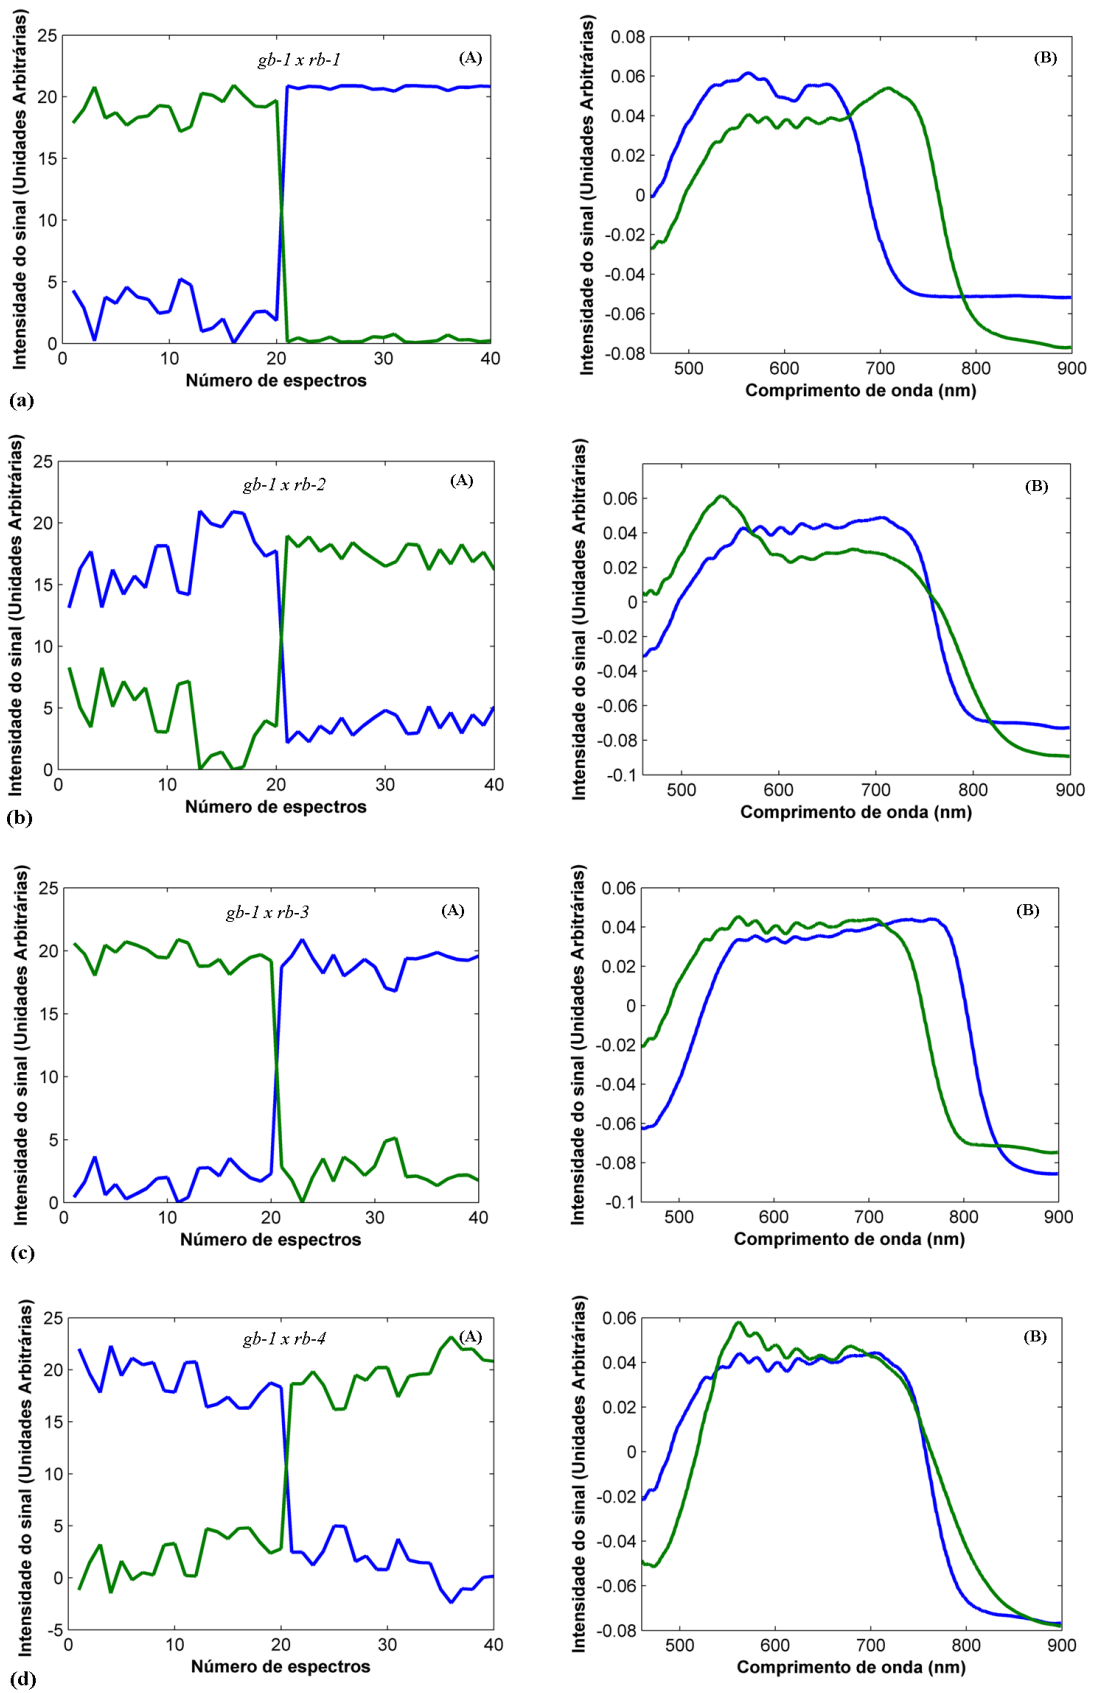 gb-1 x rb-1
(A)
Intensidade do sinal (Unidades Arbitrárias)
25
20
15
10
5
0
0 10 20 30 40
Número de espectros
(a)
(B)
Intensidade do sinal (Unidades Arbitrárias)
0.08
0.06
0.04
0.02
0
-0.02
-0.04
-0.06
-0.08
500 600 700 800 900
Comprimento de onda (nm)
gb-1 x rb-2
(A)
Intensidade do sinal (Unidades Arbitrárias)
25
20
15
10
5
0
0 10 20 30 40
Número de espectros
(b)
(B)
Intensidade do sinal (Unidades Arbitrárias)
0.06
0.04
0.02
0
-0.02
-0.04
-0.06
-0.08
-0.1
500 600 700 800 900
Comprimento de onda (nm)
gb-1 x rb-3
(A)
Intensidade do sinal (Unidades Arbitrárias)
25
20
15
10
5
0
0 10 20 30 40
Número de espectros
(c)
(B)
Intensidade do sinal (Unidades Arbitrárias)
0.06
0.04
0.02
0
-0.02
-0.04
-0.06
-0.08
-0.1
500 600 700 800 900
Comprimento de onda (nm)
gb-1 x rb-4
(A)
Intensidade do sinal (Unidades Arbitrárias)
25
20
15
10
5
0
-5
0 10 20 30 40
Número de espectros
(d)
(B)
Intensidade do sinal (Unidades Arbitrárias)
0.06
0.04
0.02
0
-0.02
-0.04
-0.06
-0.08
500 600 700 800 900
Comprimento de onda (nm)